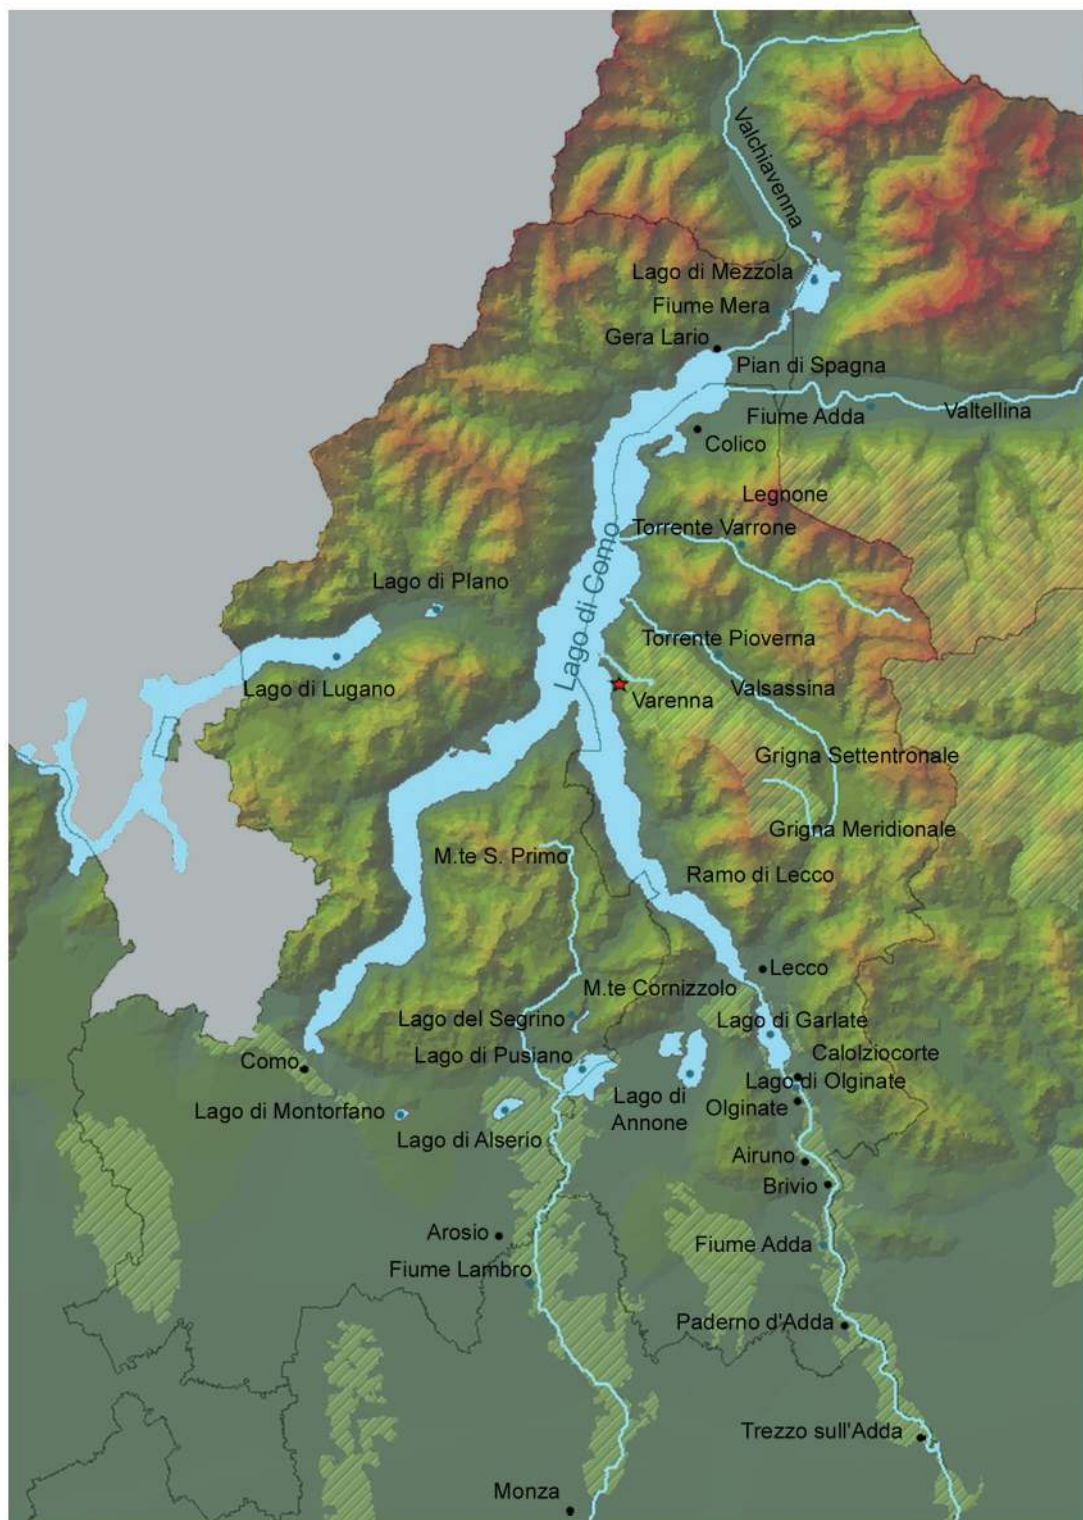 Valchiavenna
Lago di Mezzola
Fiume Mera
Gera Lario
Pian di Spagna
Fiume Adda
Valtellina
Colico
Legnone
Torrente Varrone
Lago di Como
Lago di Plano
Torrente Pioverna
Lago di Lugano
Valsassina
Varenna
Grigna Settentronale
Grigna Meridionale
M.te S. Primo
Ramo di Lecco
Lecco
M.te Cornizzolo
Lago del Segrino
Lago di Garlate
Lago di Pusiano
Calolziocorte
Como
Lago di Olginate
Lago di
Annone
Olginate
Lago di Montorfano
Lago di Alserio
Airuno
Brivio
Arosio
Fiume Adda
Fiume Lambro
Paderno d'Adda
Trezzo sull'Adda
Monza